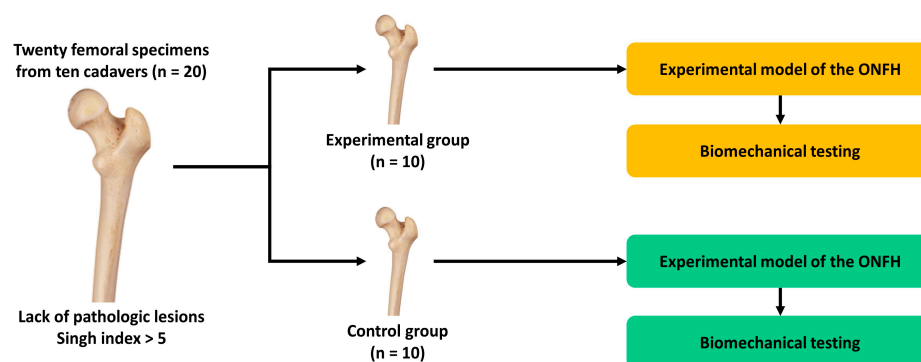 Twenty femoral specimens
from ten cadavers (n = 20)
Lack of pathologic lesions
Singh index > 5
Experimental group
(n = 10)
Control group
(n = 10)
Experimental model of the ONFH
Biomechanical testing
Experimental model of the ONFH
Biomechanical testing